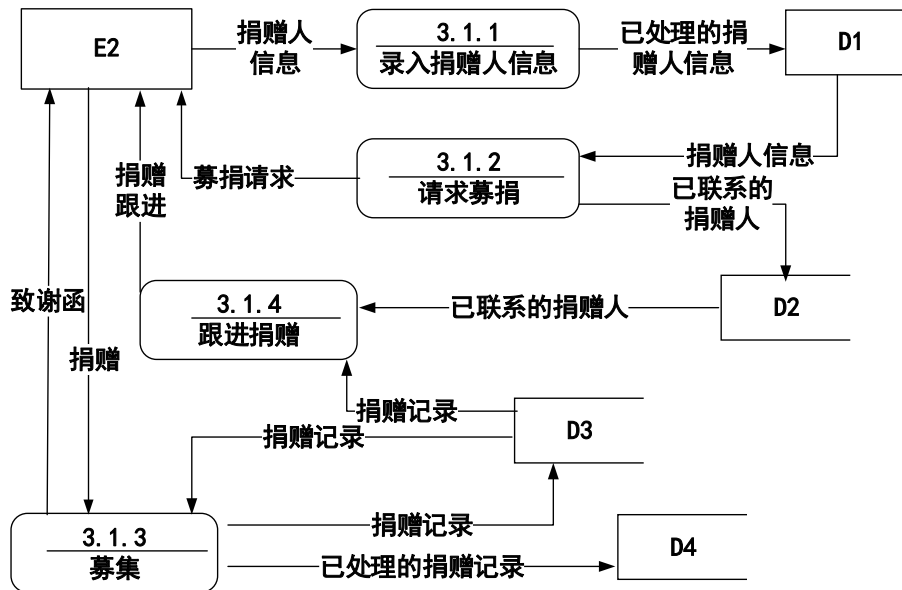 E2
捐赠人
信息
3.1.1
录入捐赠人信息
已处理的捐
赠人信息
D1
捐赠
跟进
募捐请求
3.1.2
请求募捐
捐赠人信息
已联系的
捐赠人
致谢函
3.1.4
跟进捐赠
已联系的捐赠人
D2
捐赠
捐赠记录
捐赠记录
D3
3.1.3
募集
捐赠记录
已处理的捐赠记录
D4